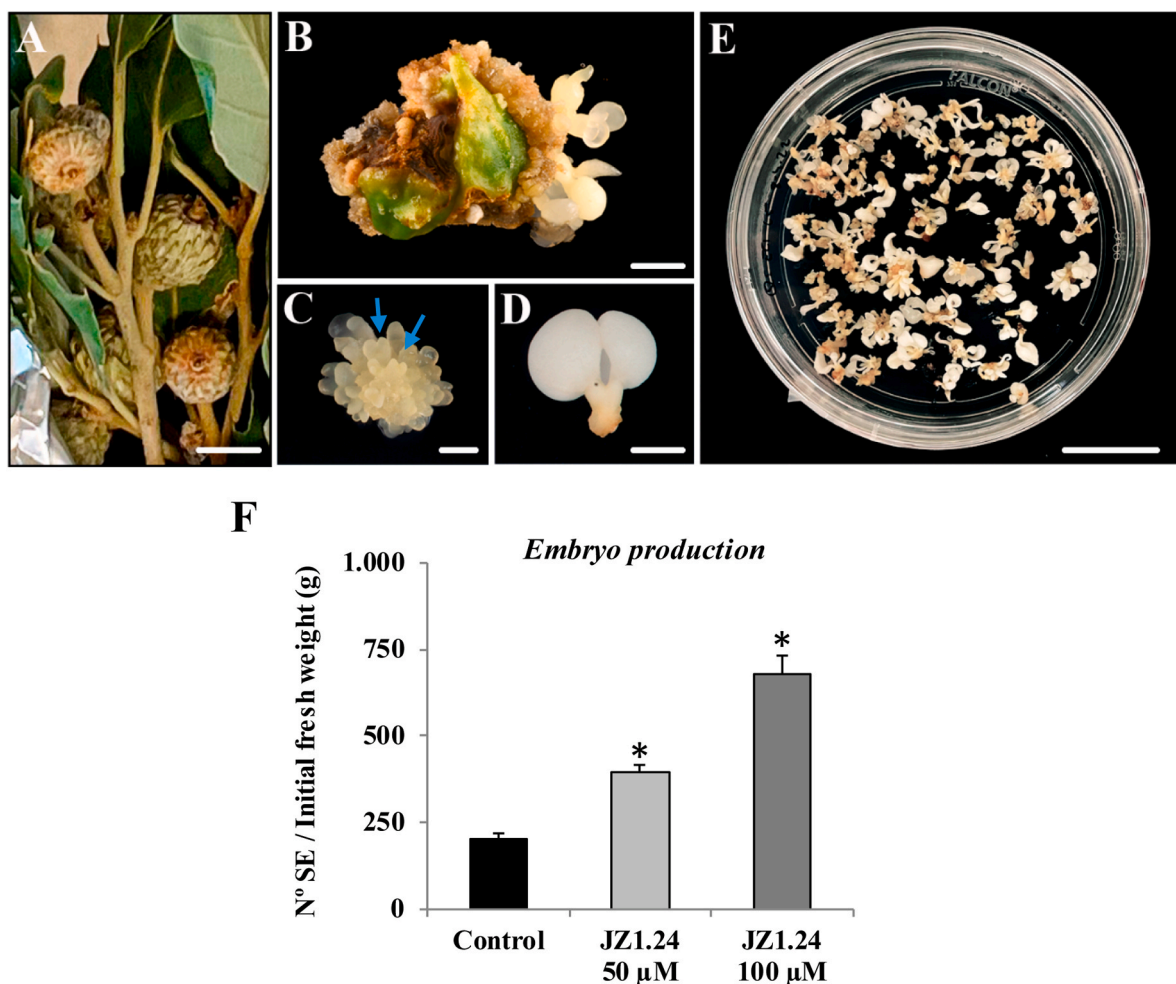 A
B
C
D
E
FALCON
F
Embryo production
Nº SE / Initial fresh weight (g)
1.000
750
500
250
0
*
*
Control
JZ1.24
50 µM
JZ1.24
100 µM